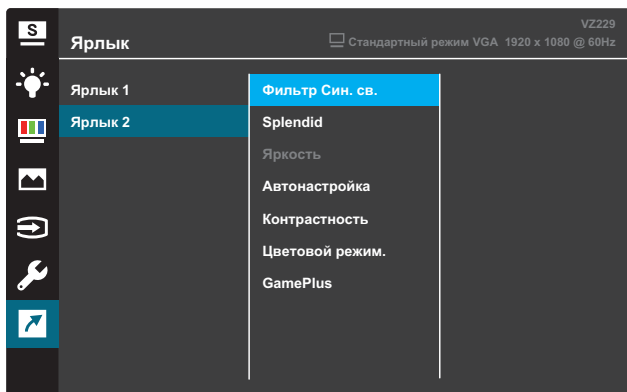 S
VZ229
Ярлык
Стандартный режим VGA 1920 x 1080 @ 60Hz
Ярлык 1
Ярлык 2
Фильтр Син. св.
Splendid
Яркость
Автонастройка
Контрастность
Цветовой режим.
GamePlus